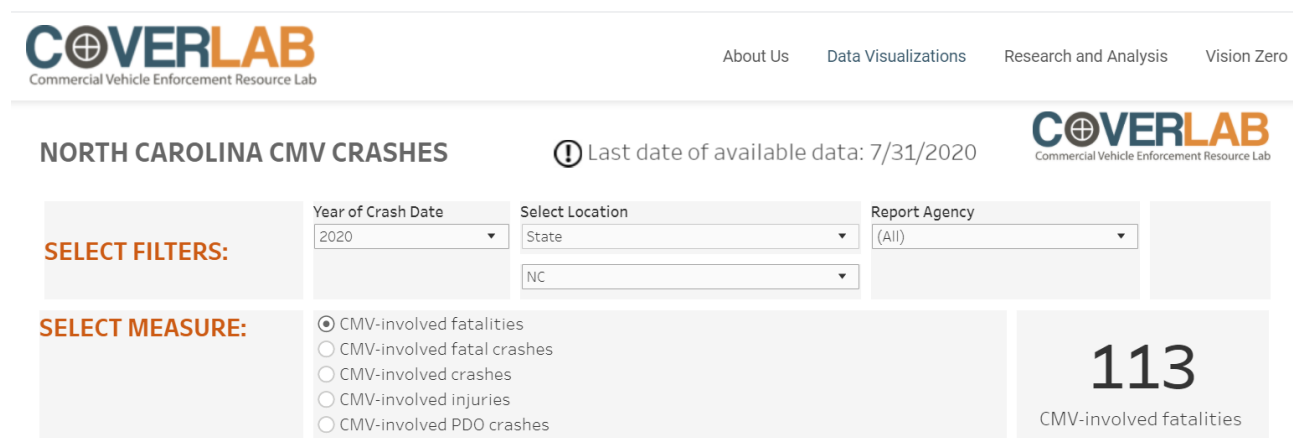 COVERLAB
Commercial Vehicle Enforcement Resource Lab
About Us Data Visualizations Research and Analysis Vision Zero
COVERLAB
Commercial Vehicle Enforcement Resource Lab
NORTH CAROLINA CMV CRASHES
Last date of available data: 7/31/2020
SELECT FILTERS:
Year of Crash Date
2020
Select Location
State
NC
Report Agency
(All)
SELECT MEASURE:
CMV-involved fatalities
CMV-involved fatal crashes
CMV-involved crashes
CMV-involved injuries
CMV-involved PDO crashes
113
CMV-involved fatalities